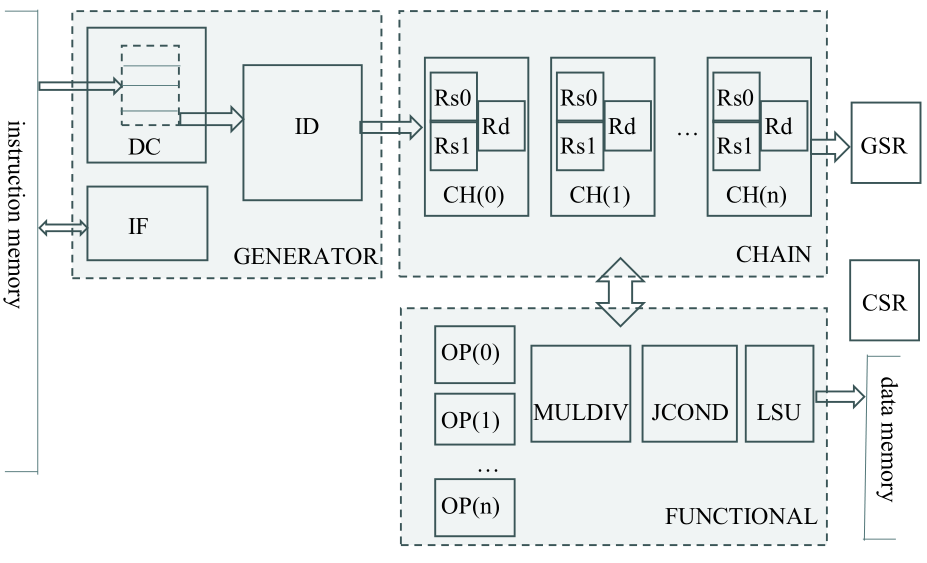 instruction memory
DC
ID
IF
GENERATOR
Rs0
Rs1
Rd
CH(0)
Rs0
Rs1
Rd
CH(1)
...
Rs0
Rs1
Rd
CH(n)
CHAIN
GSR
CSR
OP(0)
OP(1)
...
OP(n)
MULDIV
JCOND
LSU
FUNCTIONAL
data memory